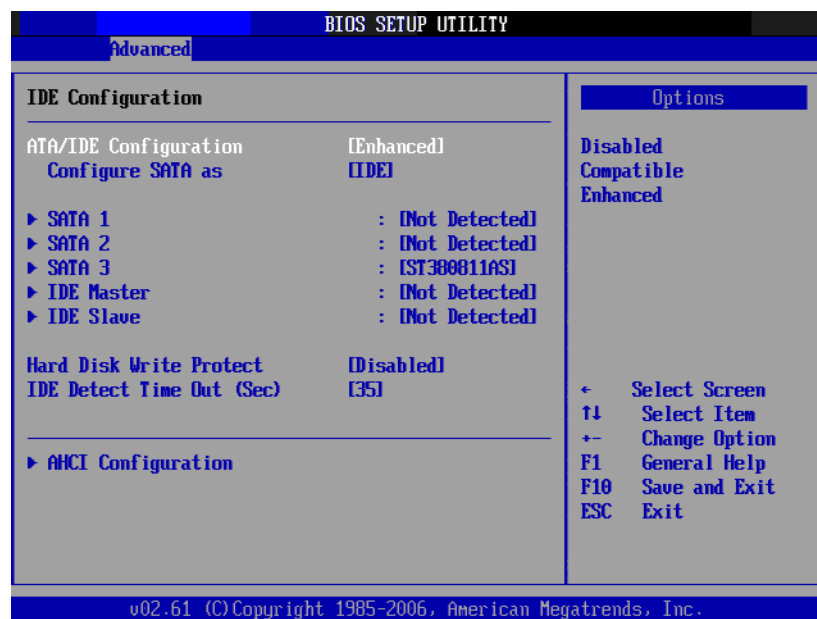 BIOS SETUP UTILITY
Advanced
IDE Configuration
ATA/IDE Configuration [Enhanced]
Configure SATA as [IDE]
► SATA 1 : [Not Detected]
► SATA 2 : [Not Detected]
► SATA 3 : [ST380811AS]
► IDE Master : [Not Detected]
► IDE Slave : [Not Detected]
Hard Disk Write Protect [Disabled]
IDE Detect Time Out (Sec) [35]
► AHCI Configuration
Options
Disabled
Compatible
Enhanced
← Select Screen
↑↓ Select Item
+- Change Option
F1 General Help
F10 Save and Exit
ESC Exit
v02.61 (C)Copyright 1985-2006, American Megatrends, Inc.